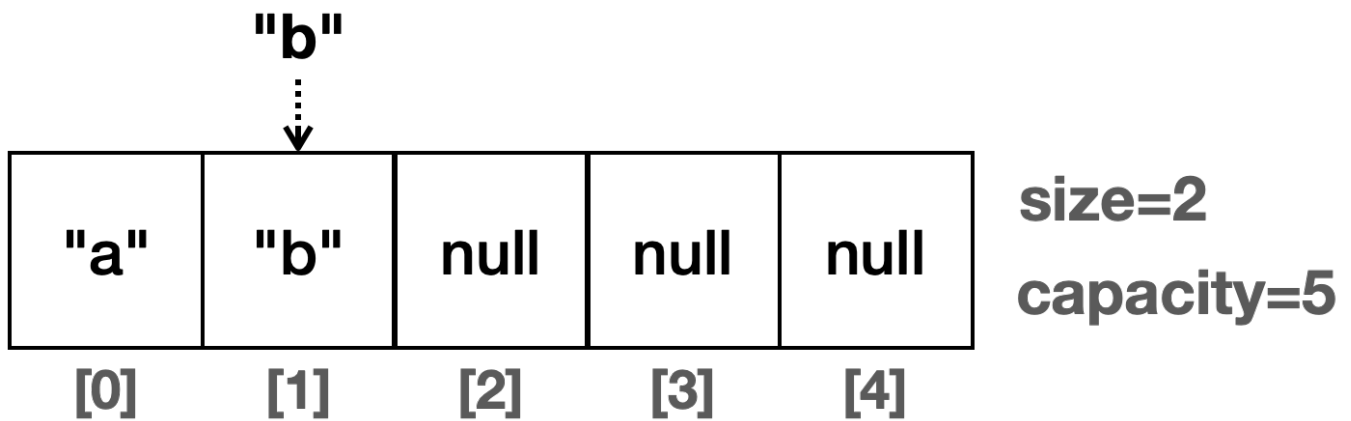 "b"
"a" "b" null null null
size=2
capacity=5
[0] [1] [2] [3] [4]